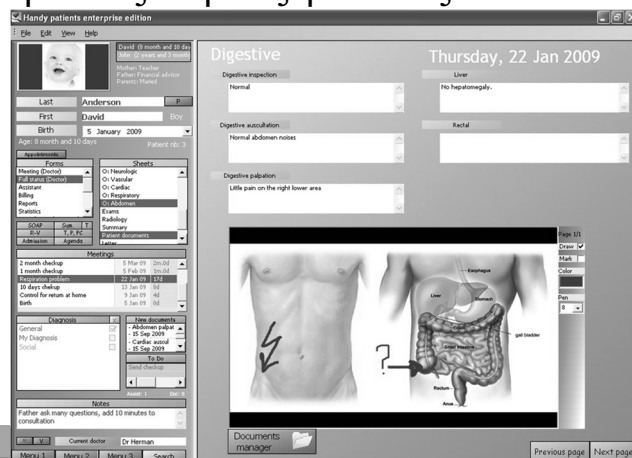 Handy patients enterprise edition
File Edit View Help
David (8 month and 10 day
John (2 years and 3 month
Mother: Teacher
Father: Financial advisor
Parents: Maried
Last Anderson P
First David Boy
Birth 5 January 2009
Age: 8 month and 10 days Patient nb: 3
Appointments
Forms
Meeting (Doctor)
Full status (Doctor)
Assistant
Billing
Reports
Statistics
Sheets
O: Neurologic
O: Vascular
O: Cardiac
O: Respiratory
O: Abdomen
Exams
Radiology
Summary
Patient documents
Letter
SOAP Sum T
R-V T, P, PC
Admission Agenda
Meetings
2 month checkup 5 Mar 09 2m.0d
1 month checkup 5 Feb 09 1m.0d
Respiration problem 22 Jan 09 17d
10 days chekup 13 Jan 09 8d
Control for return at home 9 Jan 09 4d
Birth 5 Jan 09 0d
Diagnosis
General
My Diagnosis
Social
New documents
- Abdomen palpat
- 15 Sep 2009
- Cardiac auscul
- 15 Sep 2009
To Do
Send checkup
Notes
Father ask many questions, add 10 minutes to
consultation
V Current doctor Dr Herman
Menu 1 Menu 2 Menu 3 Search
Digestive
Thursday, 22 Jan 2009
Digestive inspection
Normal
Liver
No hepatomegaly.
Digestive auscultation
Normal abdomen noises
Rectal
Digestive palpation
Little pain on the right lower area
Esophagus
Liver
Stomach
Colon
gall bladder
Small Intestine
?
Rectum
Anus
Page 1/1
Draw
Mark
Color
Pen
8
Documents
manager
Previous page Next page